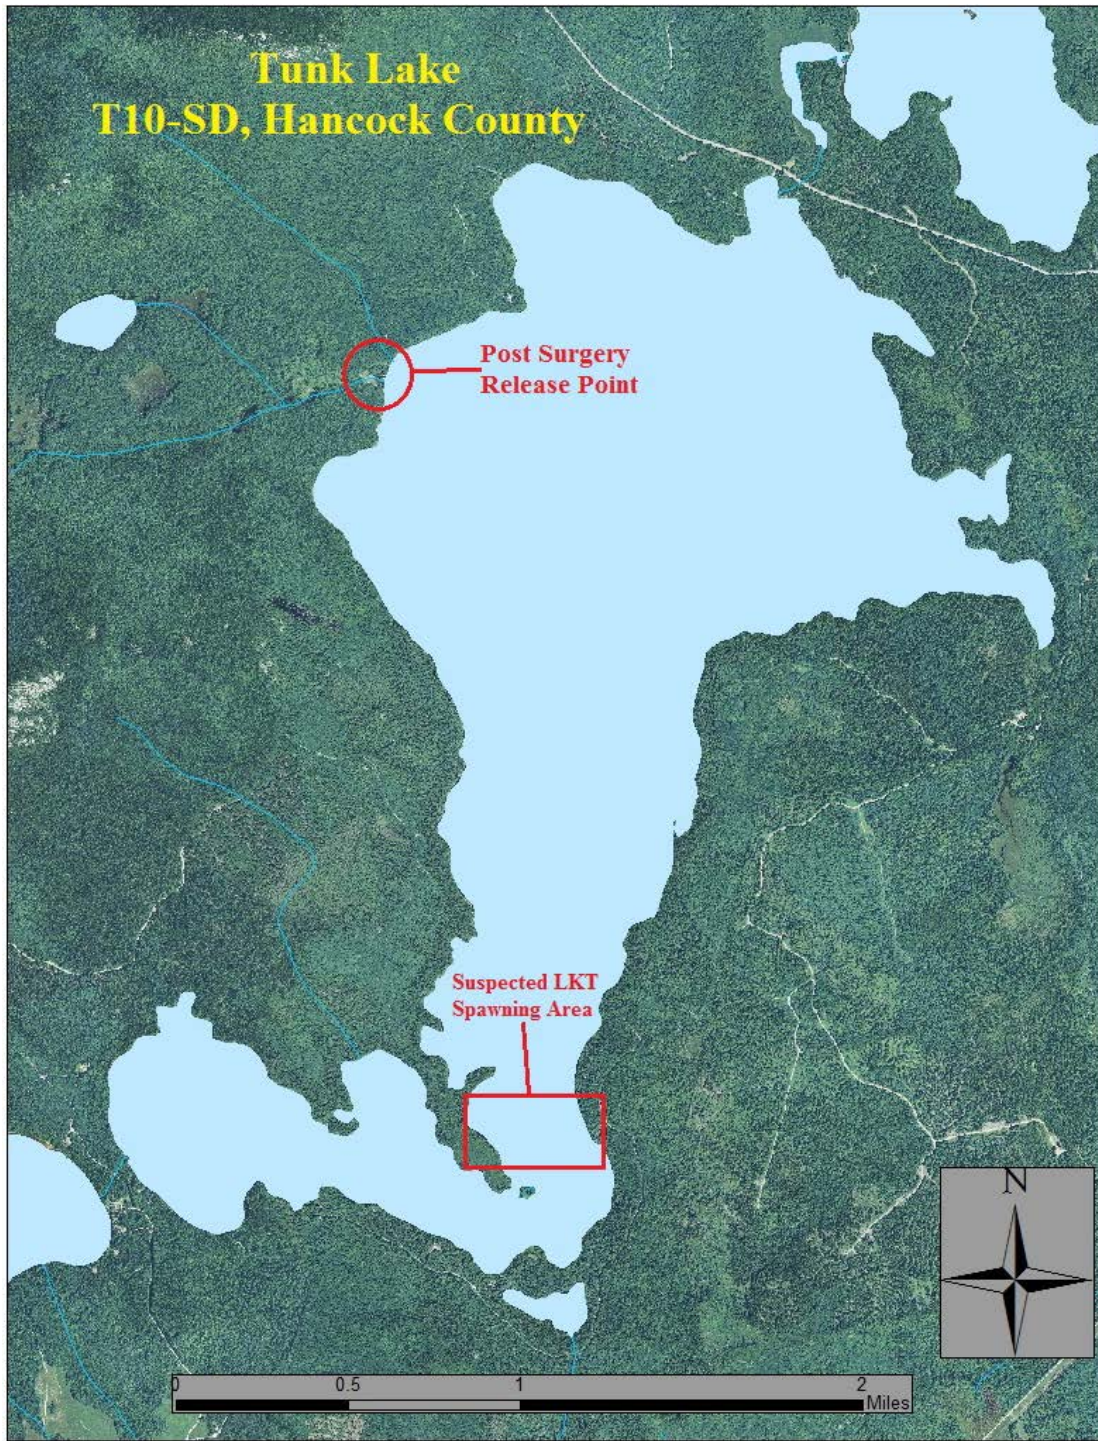 Tunk Lake
T10-SD, Hancock County
Post Surgery
Release Point
Suspected LKT
Spawning Area
N
0 0.5 1 2
Miles